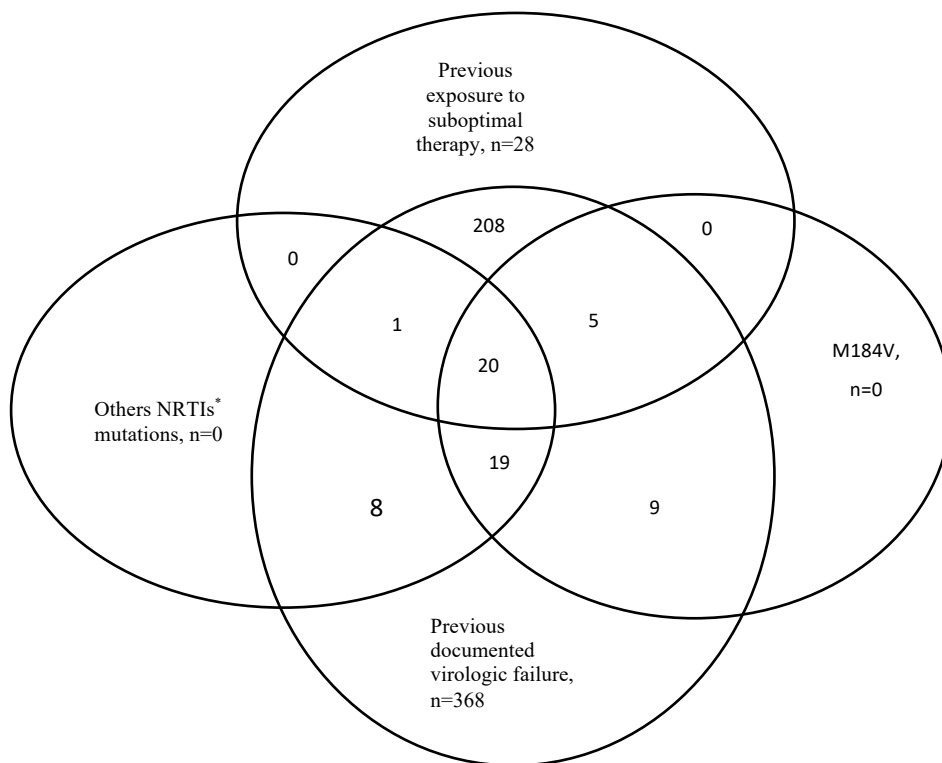 Previous
exposure to
suboptimal
therapy, n=28
208
0
0
1
5
M184V,
n=0
20
Others NRTIs*
mutations, n=0
19
8
9
Previous
documented
virologic failure,
n=368